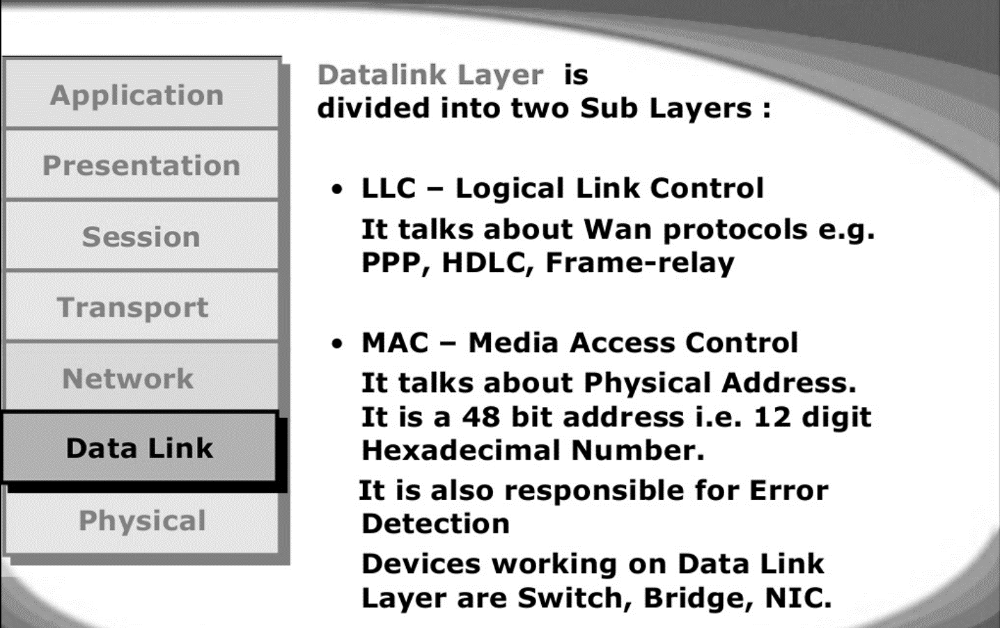 Application
Presentation
Session
Transport
Network
Data Link
Physical
Datalink Layer is
divided into two Sub Layers :
• LLC – Logical Link Control
It talks about Wan protocols e.g.
PPP, HDLC, Frame-relay
• MAC – Media Access Control
It talks about Physical Address.
It is a 48 bit address i.e. 12 digit
Hexadecimal Number.
It is also responsible for Error
Detection
Devices working on Data Link
Layer are Switch, Bridge, NIC.